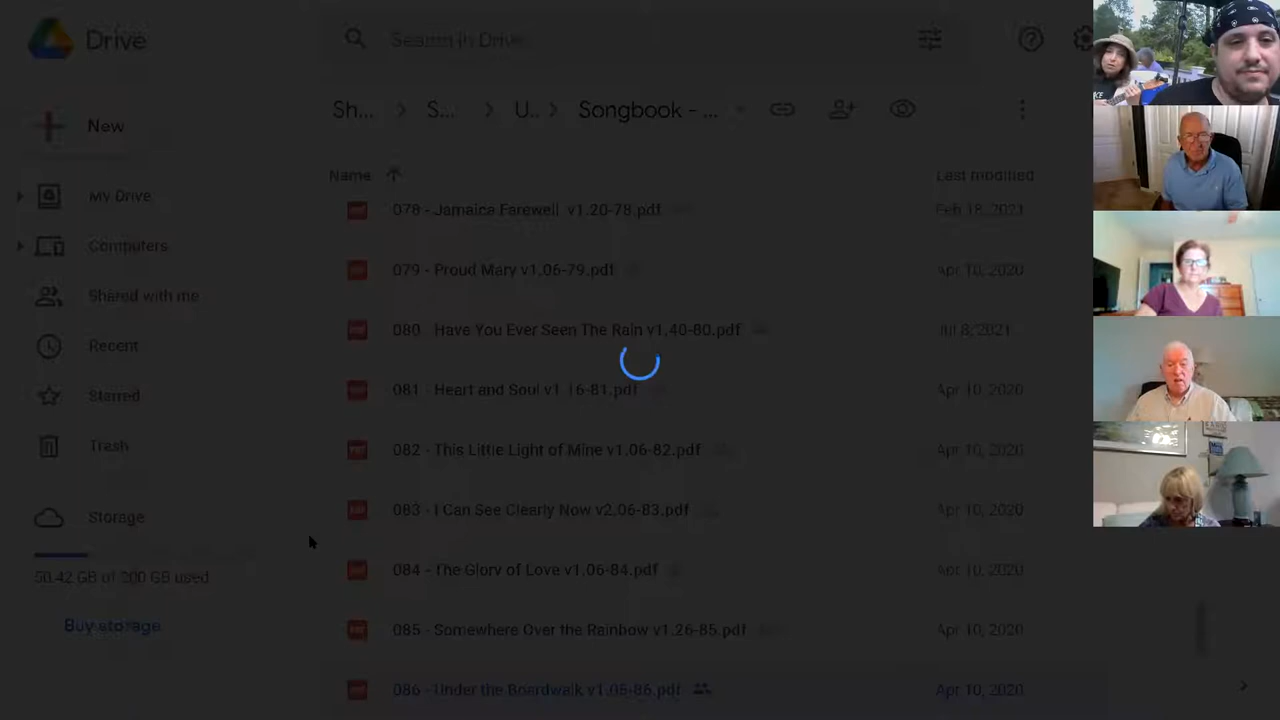 Drive
Search in Drive
New
Sh... > S... > U.. > Songbook - ...
Name
Last modified
My Drive
Computers
Shared with me
Recent
Starred
Trash
Storage
50.42 GB of 200 GB used
Buy storage
078 - Jamaica Farewell v1.20-78.pdf Feb 18, 2021
079 - Proud Mary v1.06-79.pdf Apr 10, 2020
080 - Have You Ever Seen The Rain v1.40-80.pdf Jul 8, 2021
081 - Heart and Soul v1.16-81.pdf Apr 10, 2020
082 - This Little Light of Mine v1.06-82.pdf Apr 10, 2020
083 - I Can See Clearly Now v2.06-83.pdf Apr 10, 2020
084 - The Glory of Love v1.06-84.pdf Apr 10, 2020
085 - Somewhere Over the Rainbow v1.26-85.pdf Apr 10, 2020
086 - Under the Boardwalk v1.05-86.pdf Apr 10, 2020